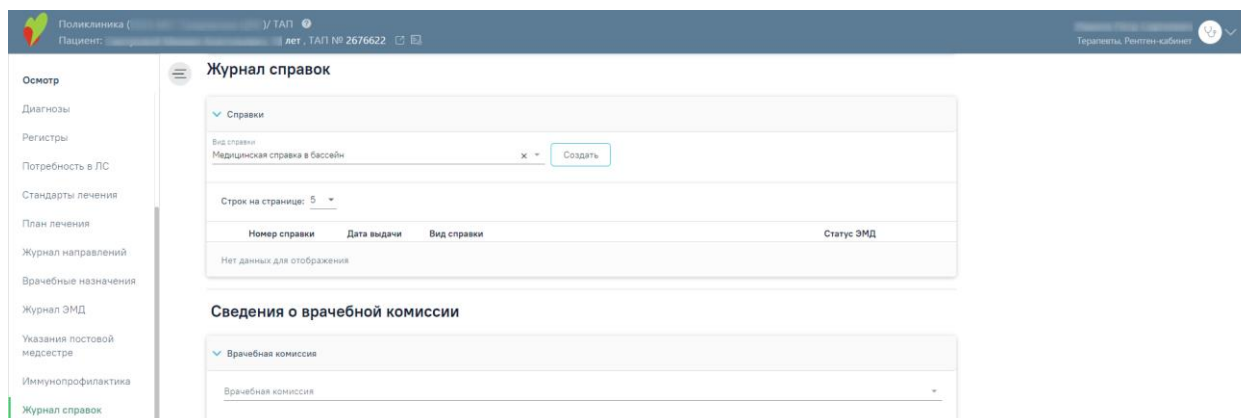 Поликлиника (
)/ ТАП ?
Пациент:
лет , ТАП № 2676622
Терапевты, Рентген-кабинет
Осмотр
Диагнозы
Регистры
Потребность в ЛС
Стандарты лечения
План лечения
Журнал направлений
Врачебные назначения
Журнал ЭМД
Указания постовой
медсестре
Иммунопрофилактика
Журнал справок
Журнал справок
Справки
Вид справки
Медицинская справка в бассейн
Создать
Строк на странице: 5
Номер справки Дата выдачи Вид справки Статус ЭМД
Нет данных для отображения
Сведения о врачебной комиссии
Врачебная комиссия
Врачебная комиссия